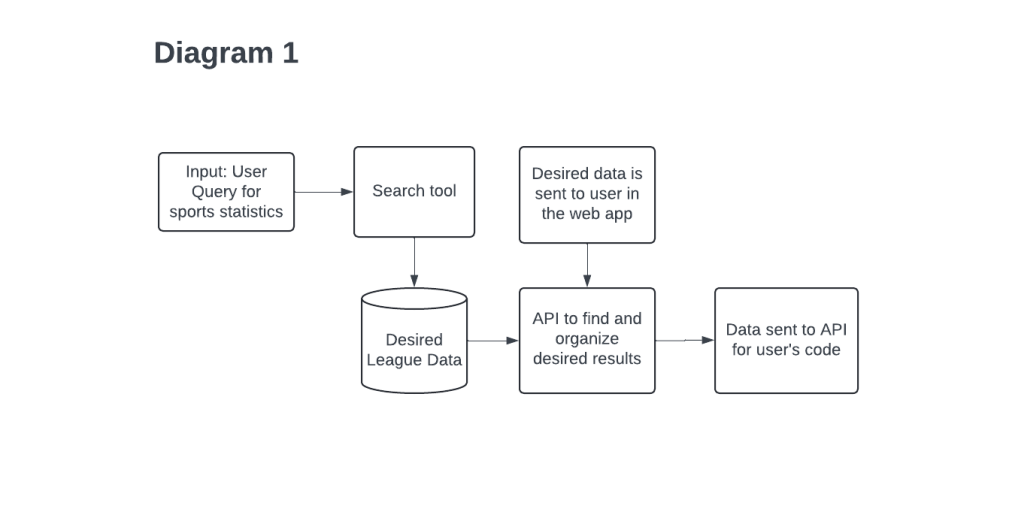 Diagram 1
Input: User
Query for
sports statistics
Search tool
Desired data is
sent to user in
the web app
Desired
League Data
API to find and
organize
desired results
Data sent to API
for user's code